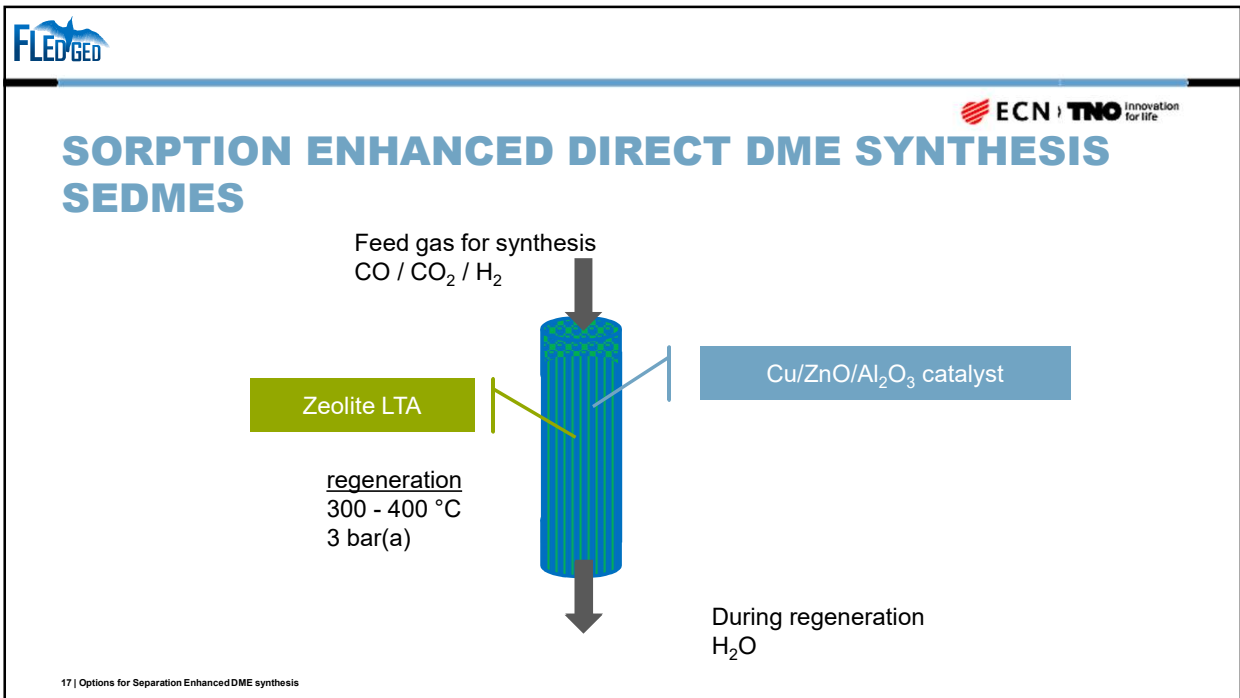 FLEDGED
ECN › TNO innovation for life
SORPTION ENHANCED DIRECT DME SYNTHESIS
SEDMES
Feed gas for synthesis
CO / CO₂ / H₂
Cu/ZnO/Al₂O₃ catalyst
Zeolite LTA
regeneration
300 - 400 °C
3 bar(a)
During regeneration
H₂O
17 | Options for Separation Enhanced DME synthesis